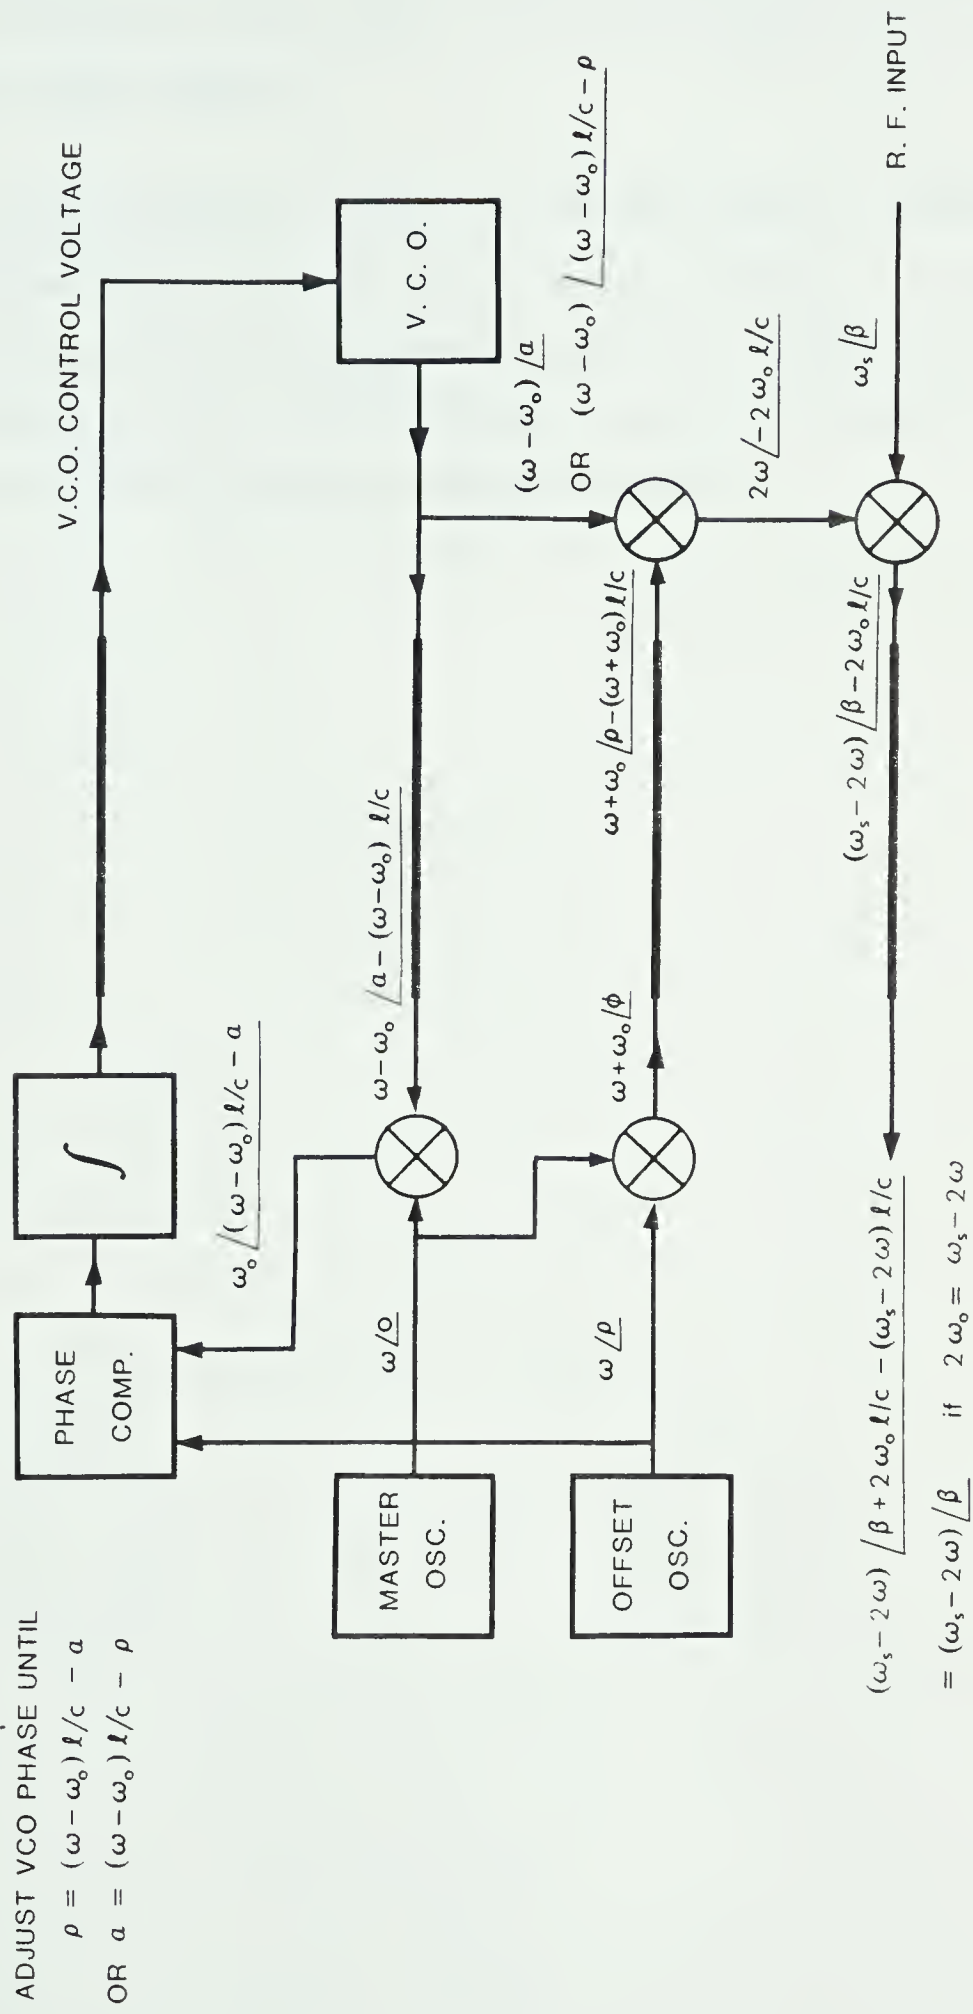 ADJUST VCO PHASE UNTIL
ρ = (ω-ω₀) ℓ/c - a
OR a = (ω-ω₀) ℓ/c - ρ
PHASE
COMP.
∫
V.C.O. CONTROL VOLTAGE
ω₀ /(ω-ω₀) ℓ/c - a
MASTER
OSC.
ω /o
ω-ω₀ /a-(ω-ω₀) ℓ/c
V. C. O.
(ω-ω₀) /a
OR (ω-ω₀) /(ω-ω₀) ℓ/c - ρ
OFFSET
OSC.
ω /ρ
ω+ω₀ /ϕ
ω+ω₀ /ρ-(ω+ω₀) ℓ/c
2ω /-2ω₀ ℓ/c
ωₛ /β
R. F. INPUT
(ωₛ-2ω) /β-2ω₀ ℓ/c
(ωₛ-2ω) /β+2ω₀ ℓ/c-(ωₛ-2ω) ℓ/c
= (ωₛ-2ω) /β if 2ω₀ = ωₛ-2ω